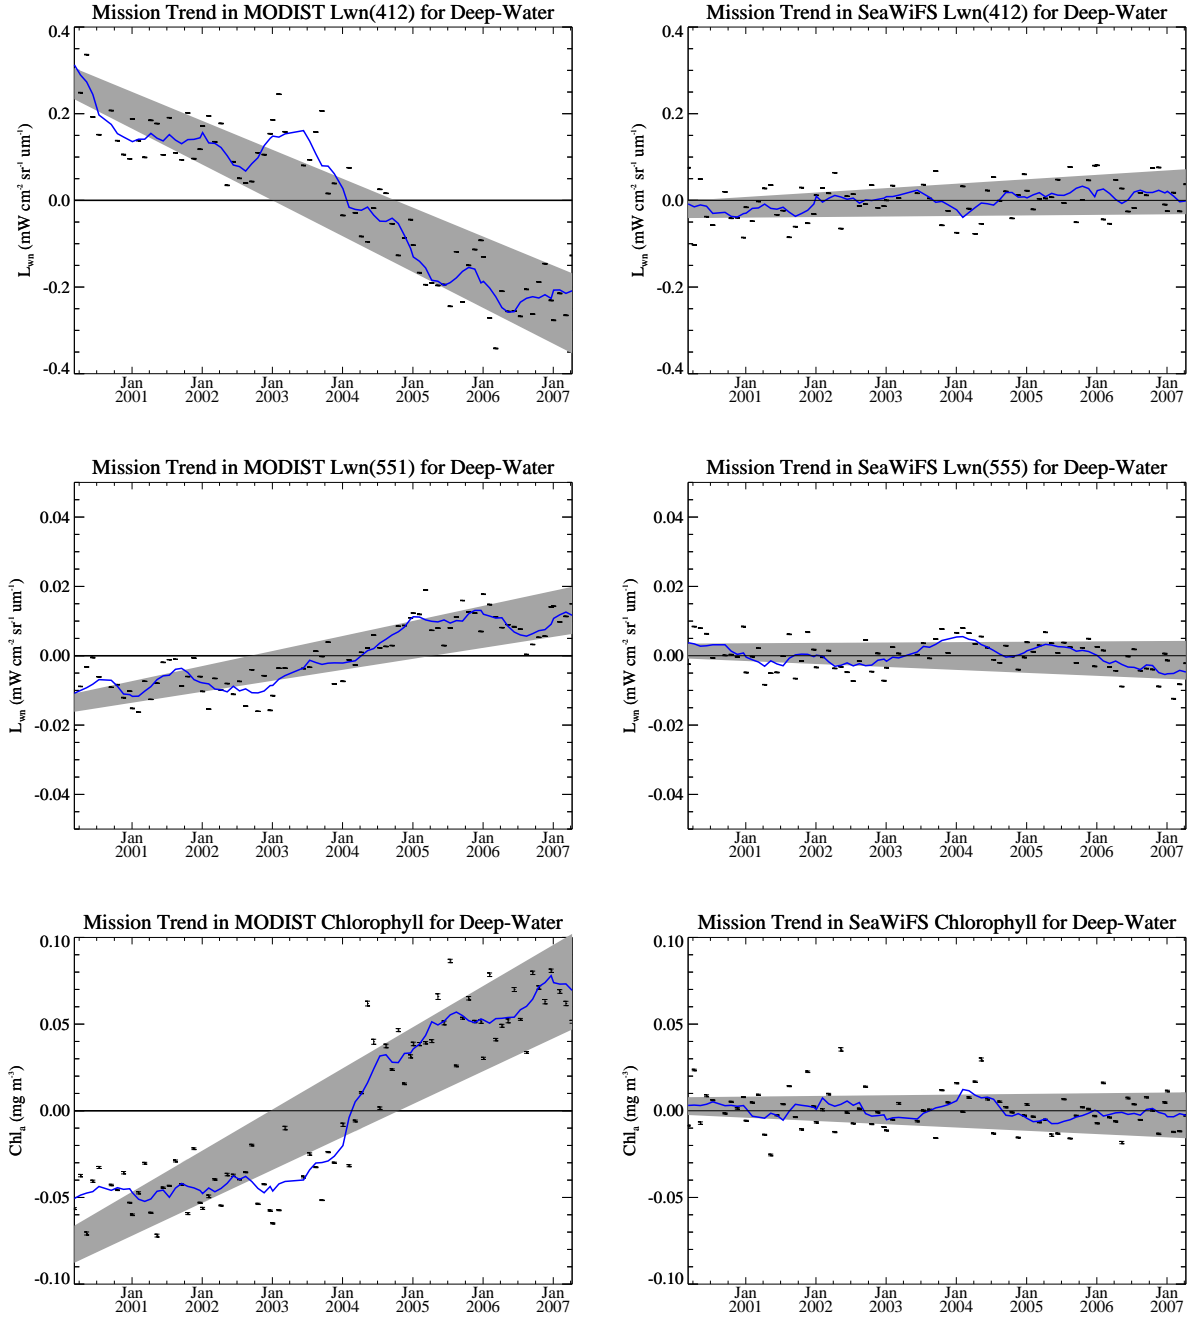 Mission Trend in MODIST Lwn(412) for Deep-Water
0.4
0.2
0.0
-0.2
-0.4
Lwn (mW cm-2 sr-1 um-1)
Jan Jan Jan Jan Jan Jan Jan
2001 2002 2003 2004 2005 2006 2007
Mission Trend in SeaWiFS Lwn(412) for Deep-Water
0.4
0.2
0.0
-0.2
-0.4
Lwn (mW cm-2 sr-1 um-1)
Jan Jan Jan Jan Jan Jan Jan
2001 2002 2003 2004 2005 2006 2007
Mission Trend in MODIST Lwn(551) for Deep-Water
0.04
0.02
0.00
-0.02
-0.04
Lwn (mW cm-2 sr-1 um-1)
Jan Jan Jan Jan Jan Jan Jan
2001 2002 2003 2004 2005 2006 2007
Mission Trend in SeaWiFS Lwn(555) for Deep-Water
0.04
0.02
0.00
-0.02
-0.04
Lwn (mW cm-2 sr-1 um-1)
Jan Jan Jan Jan Jan Jan Jan
2001 2002 2003 2004 2005 2006 2007
Mission Trend in MODIST Chlorophyll for Deep-Water
0.10
0.05
0.00
-0.05
-0.10
Chla (mg m-3)
Jan Jan Jan Jan Jan Jan Jan
2001 2002 2003 2004 2005 2006 2007
Mission Trend in SeaWiFS Chlorophyll for Deep-Water
0.10
0.05
0.00
-0.05
-0.10
Chla (mg m-3)
Jan Jan Jan Jan Jan Jan Jan
2001 2002 2003 2004 2005 2006 2007